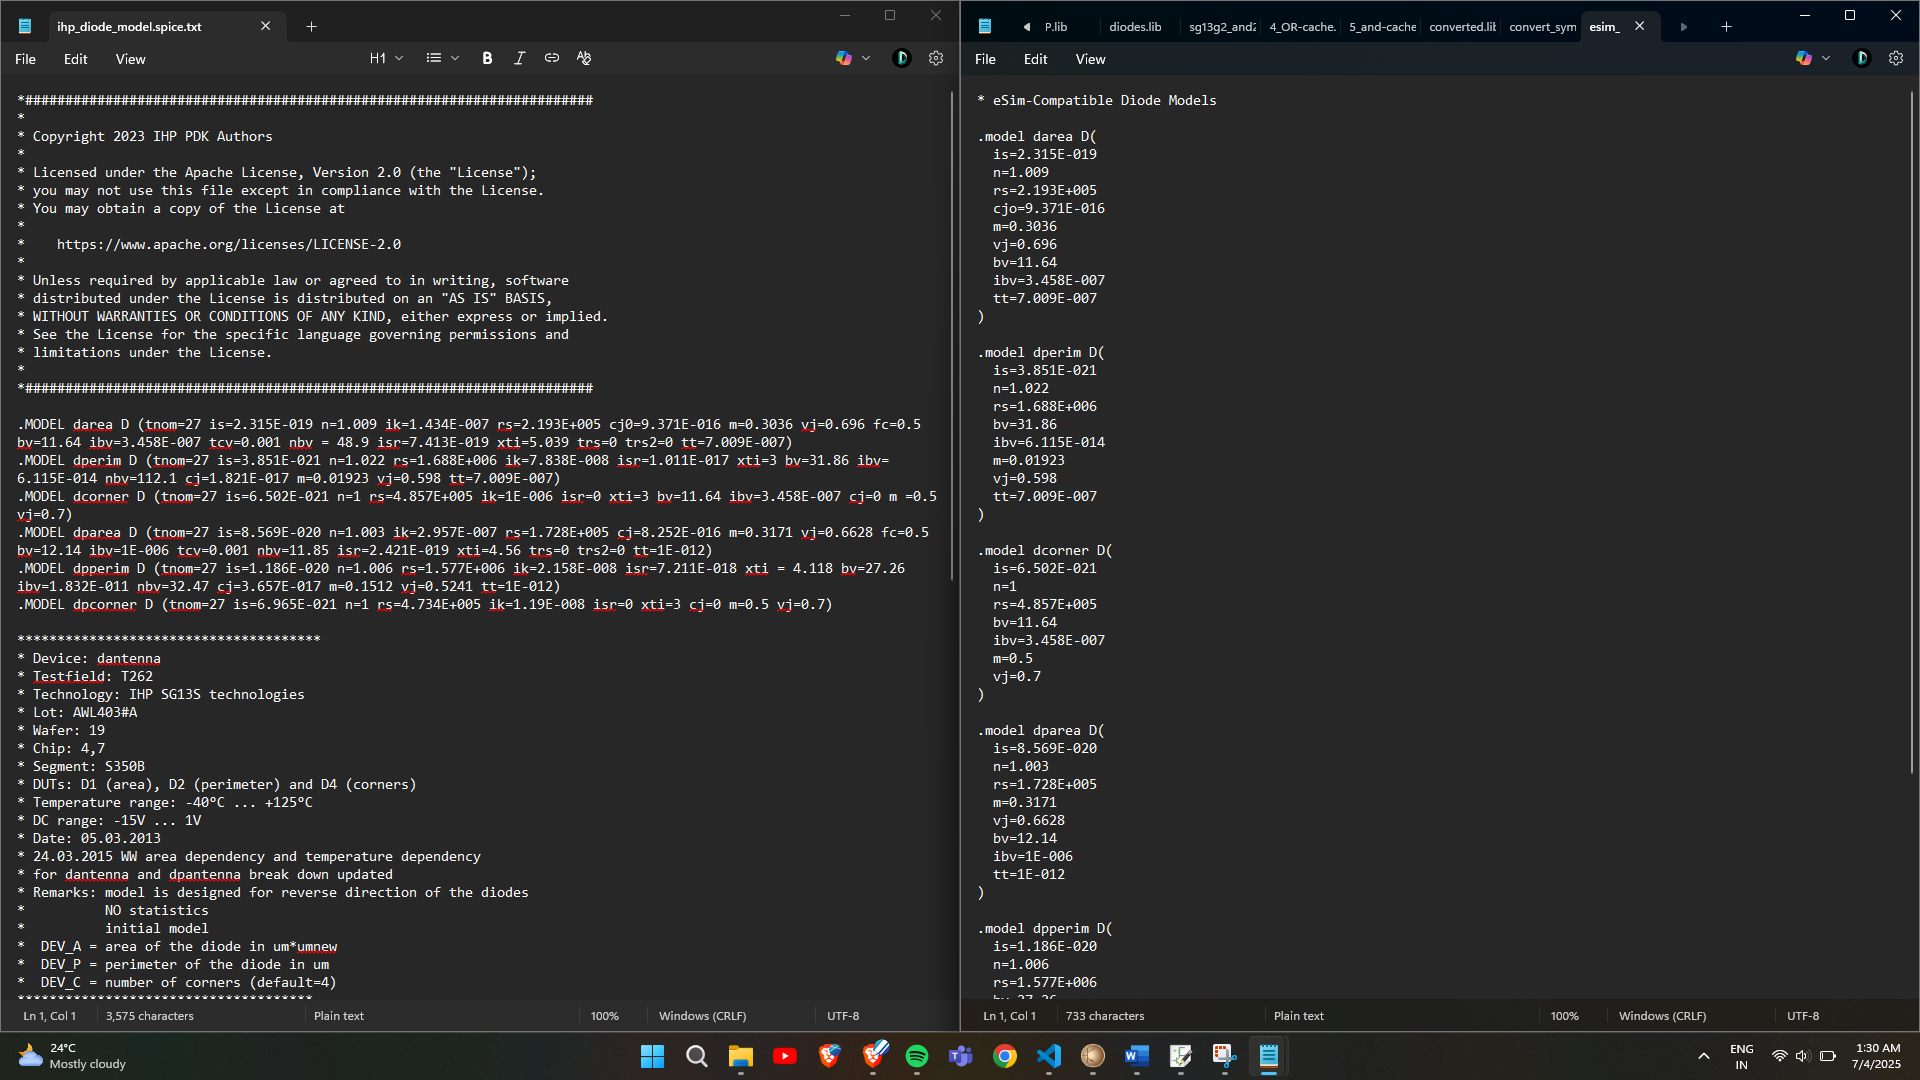 ihp_diode_model.spice.txt
File Edit View H1 B I
*#######################################################################
*
* Copyright 2023 IHP PDK Authors
*
* Licensed under the Apache License, Version 2.0 (the "License");
* you may not use this file except in compliance with the License.
* You may obtain a copy of the License at
*
*    https://www.apache.org/licenses/LICENSE-2.0
*
* Unless required by applicable law or agreed to in writing, software
* distributed under the License is distributed on an "AS IS" BASIS,
* WITHOUT WARRANTIES OR CONDITIONS OF ANY KIND, either express or implied.
* See the License for the specific language governing permissions and
* limitations under the License.
*
*#######################################################################
.MODEL darea D (tnom=27 is=2.315E-019 n=1.009 ik=1.434E-007 rs=2.193E+005 cj0=9.371E-016 m=0.3036 vj=0.696 fc=0.5
bv=11.64 ibv=3.458E-007 tcv=0.001 nbv = 48.9 isr=7.413E-019 xti=5.039 trs=0 trs2=0 tt=7.009E-007)
.MODEL dperim D (tnom=27 is=3.851E-021 n=1.022 rs=1.688E+006 ik=7.838E-008 isr=1.011E-017 xti=3 bv=31.86 ibv=
6.115E-014 nbv=112.1 cj=1.821E-017 m=0.01923 vj=0.598 tt=7.009E-007)
.MODEL dcorner D (tnom=27 is=6.502E-021 n=1 rs=4.857E+005 ik=1E-006 isr=0 xti=3 bv=11.64 ibv=3.458E-007 cj=0 m =0.5
vj=0.7)
.MODEL dparea D (tnom=27 is=8.569E-020 n=1.003 ik=2.957E-007 rs=1.728E+005 cj=8.252E-016 m=0.3171 vj=0.6628 fc=0.5
bv=12.14 ibv=1E-006 tcv=0.001 nbv=11.85 isr=2.421E-019 xti=4.56 trs=0 trs2=0 tt=1E-012)
.MODEL dpperim D (tnom=27 is=1.186E-020 n=1.006 rs=1.577E+006 ik=2.158E-008 isr=7.211E-018 xti = 4.118 bv=27.26
ibv=1.832E-011 nbv=32.47 cj=3.657E-017 m=0.1512 vj=0.5241 tt=1E-012)
.MODEL dpcorner D (tnom=27 is=6.965E-021 n=1 rs=4.734E+005 ik=1.19E-008 isr=0 xti=3 cj=0 m=0.5 vj=0.7)
**************************************
* Device: dantenna
* Testfield: T262
* Technology: IHP SG13S technologies
* Lot: AWL403#A
* Wafer: 19
* Chip: 4,7
* Segment: S350B
* DUTs: D1 (area), D2 (perimeter) and D4 (corners)
* Temperature range: -40ºC ... +125ºC
* DC range: -15V ... 1V
* Date: 05.03.2013
* 24.03.2015 WW area dependency and temperature dependency
* for dantenna and dpantenna break down updated
* Remarks: model is designed for reverse direction of the diodes
*          NO statistics
*          initial model
*  DEV_A = area of the diode in um*umnew
*  DEV_P = perimeter of the diode in um
*  DEV_C = number of corners (default=4)
*************************************
Ln 1, Col 1 3,575 characters Plain text 100% Windows (CRLF) UTF-8
P.lib diodes.lib sg13g2_and2 4_OR-cache. 5_and-cache converted.lib convert_sym esim_
File Edit View
* eSim-Compatible Diode Models
.model darea D(
  is=2.315E-019
  n=1.009
  rs=2.193E+005
  cjo=9.371E-016
  m=0.3036
  vj=0.696
  bv=11.64
  ibv=3.458E-007
  tt=7.009E-007
)
.model dperim D(
  is=3.851E-021
  n=1.022
  rs=1.688E+006
  bv=31.86
  ibv=6.115E-014
  m=0.01923
  vj=0.598
  tt=7.009E-007
)
.model dcorner D(
  is=6.502E-021
  n=1
  rs=4.857E+005
  bv=11.64
  ibv=3.458E-007
  m=0.5
  vj=0.7
)
.model dparea D(
  is=8.569E-020
  n=1.003
  rs=1.728E+005
  m=0.3171
  vj=0.6628
  bv=12.14
  ibv=1E-006
  tt=1E-012
)
.model dpperim D(
  is=1.186E-020
  n=1.006
  rs=1.577E+006
  bv=27.26
Ln 1, Col 1 733 characters Plain text 100% Windows (CRLF) UTF-8
24°C
Mostly cloudy
ENG
IN
1:30 AM
7/4/2025